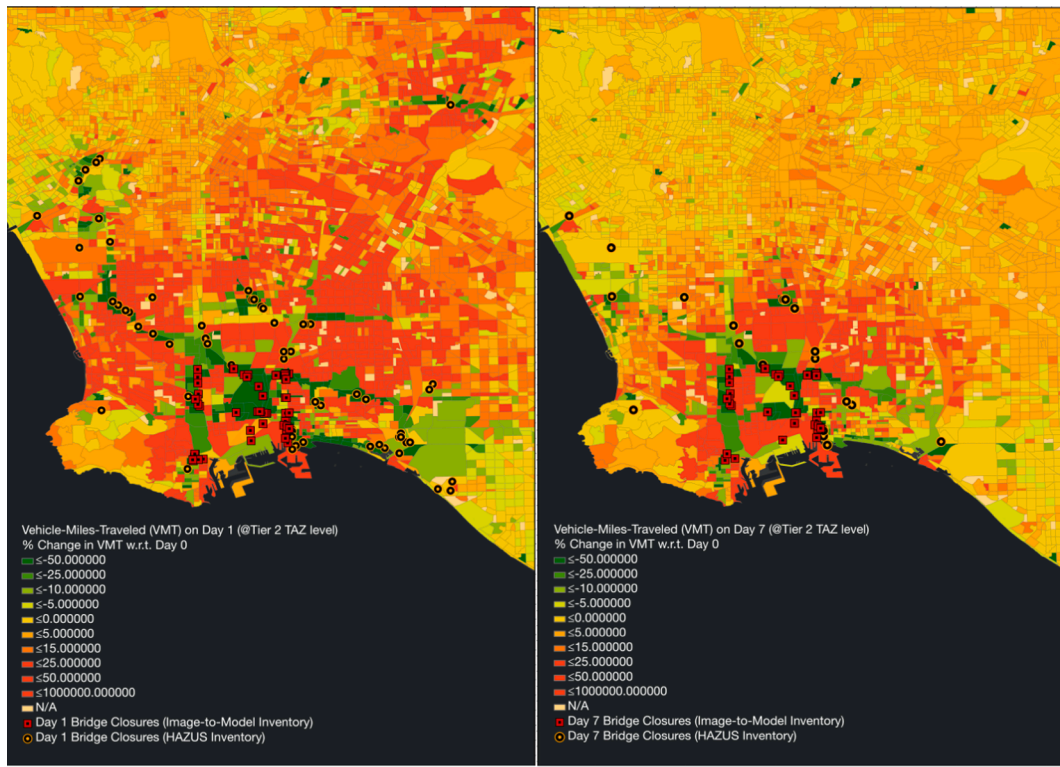 Vehicle-Miles-Traveled (VMT) on Day 1 (@Tier 2 TAZ level)
% Change in VMT w.r.t. Day 0
≤-50.000000
≤-25.000000
≤-10.000000
≤-5.000000
≤0.000000
≤5.000000
≤15.000000
≤25.000000
≤50.000000
≤1000000.000000
N/A
Day 1 Bridge Closures (Image-to-Model Inventory)
Day 1 Bridge Closures (HAZUS Inventory)
Vehicle-Miles-Traveled (VMT) on Day 7 (@Tier 2 TAZ level)
% Change in VMT w.r.t. Day 0
≤-50.000000
≤-25.000000
≤-10.000000
≤-5.000000
≤0.000000
≤5.000000
≤15.000000
≤25.000000
≤50.000000
≤1000000.000000
N/A
Day 7 Bridge Closures (Image-to-Model Inventory)
Day 7 Bridge Closures (HAZUS Inventory)